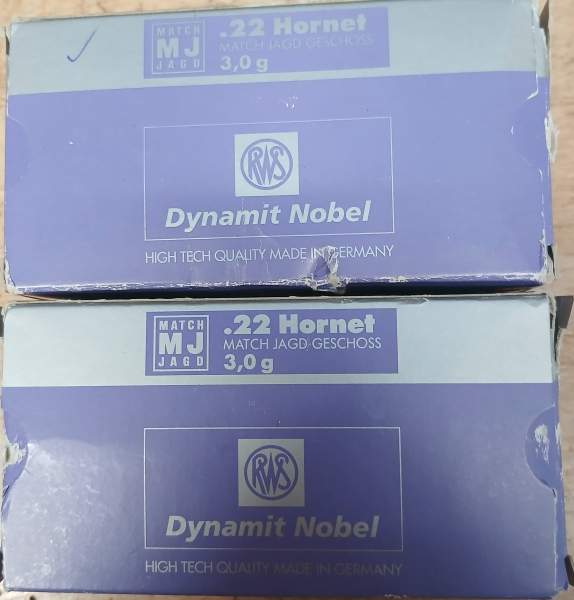 MATCH
MJ
JAGD
.22 Hornet
MATCH JAGD GESCHOSS
3,0 g
RWS
Dynamit Nobel
HIGH TECH QUALITY MADE IN GERMANY
MATCH
MJ
JAGD
.22 Hornet
MATCH JAGD GESCHOSS
3,0 g
RWS
Dynamit Nobel
HIGH TECH QUALITY MADE IN GERMANY